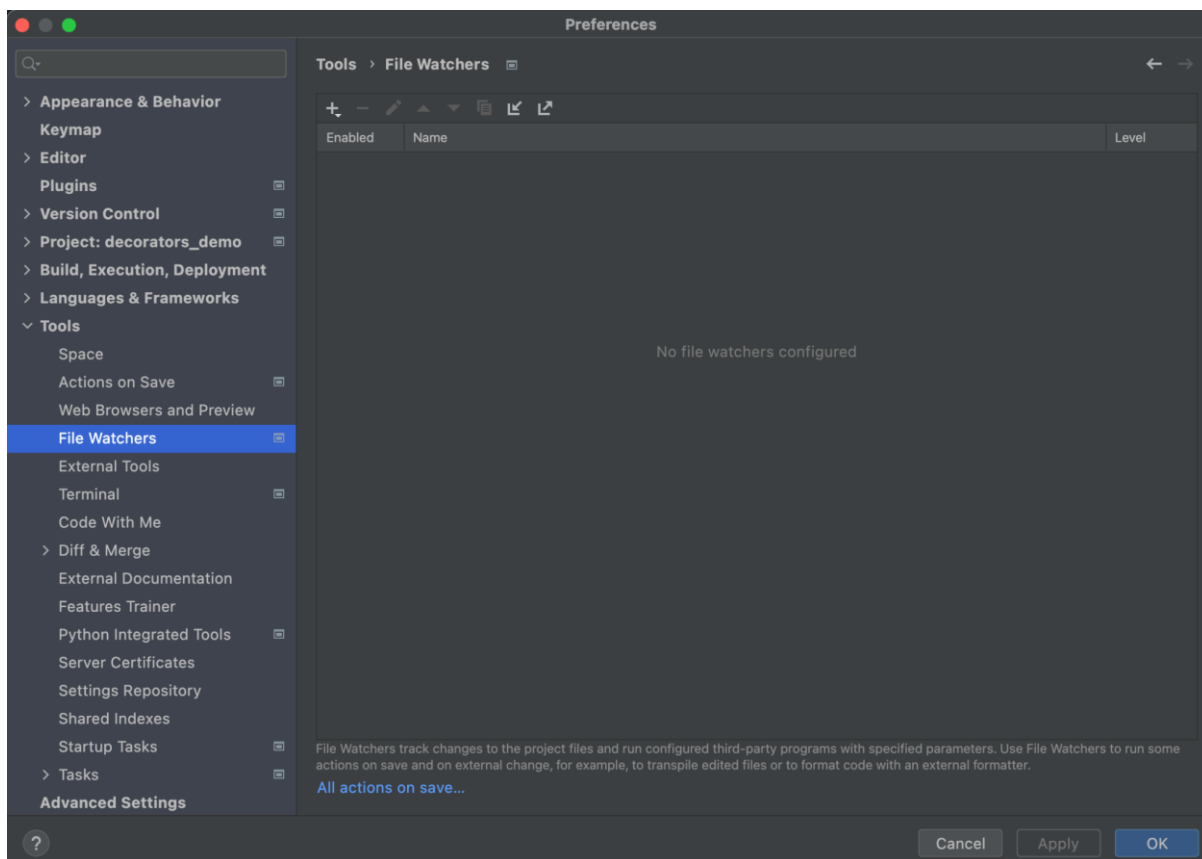 Preferences
Tools › File Watchers
Appearance & Behavior
Keymap
Editor
Plugins
Version Control
Project: decorators_demo
Build, Execution, Deployment
Languages & Frameworks
Tools
Space
Actions on Save
Web Browsers and Preview
File Watchers
External Tools
Terminal
Code With Me
Diff & Merge
External Documentation
Features Trainer
Python Integrated Tools
Server Certificates
Settings Repository
Shared Indexes
Startup Tasks
Tasks
Advanced Settings
Enabled Name Level
No file watchers configured
File Watchers track changes to the project files and run configured third-party programs with specified parameters. Use File Watchers to run some
actions on save and on external change, for example, to transpile edited files or to format code with an external formatter.
All actions on save...
? Cancel Apply OK